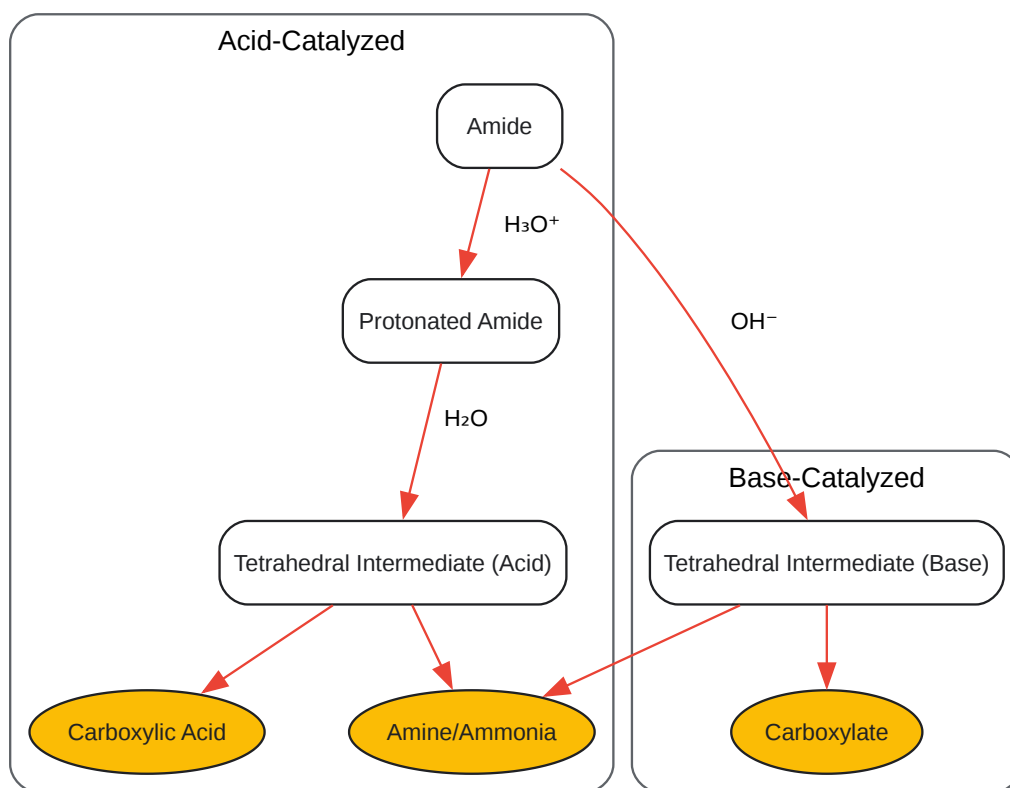 Acid-Catalyzed
Amide
H₃O⁺
Protonated Amide
OH⁻
H₂O
Base-Catalyzed
Tetrahedral Intermediate (Acid)
Tetrahedral Intermediate (Base)
Carboxylic Acid
Amine/Ammonia
Carboxylate